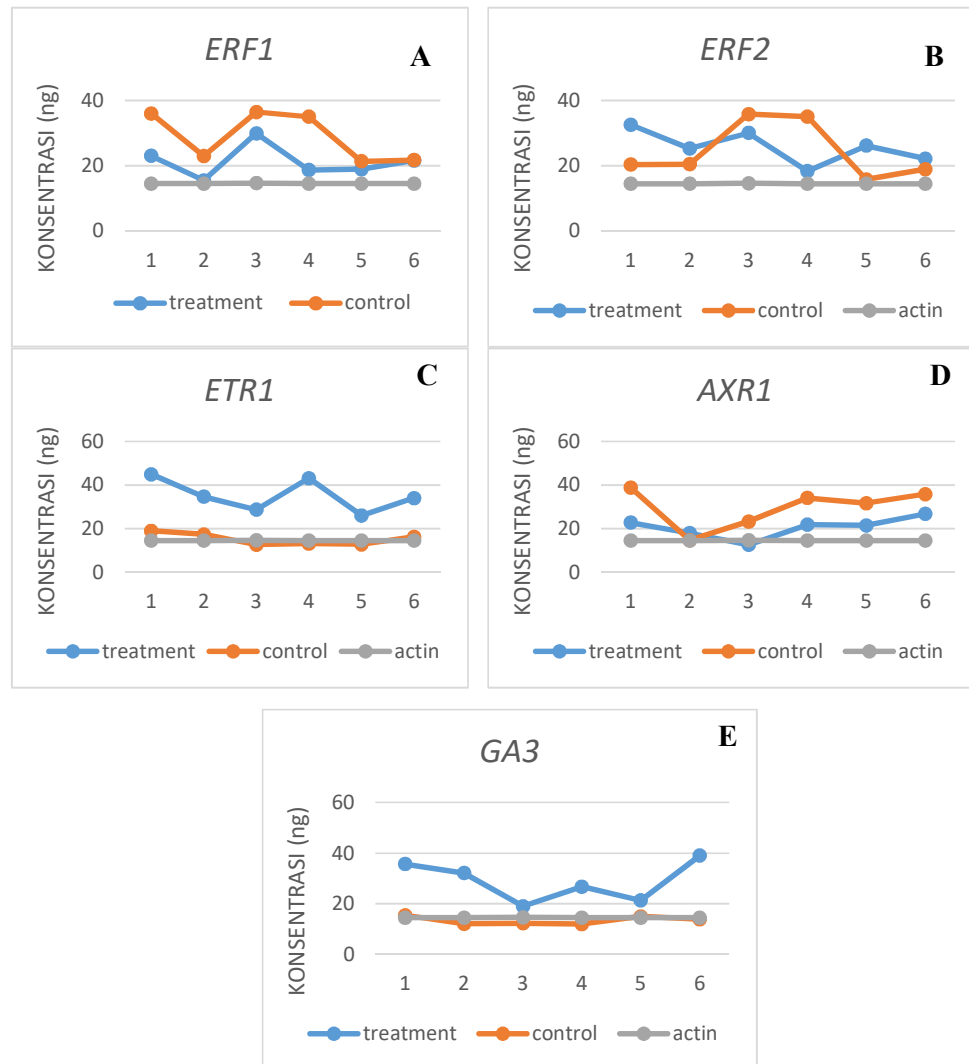 ERF1 A
KONSENTRASI (ng)
40
20
0
1 2 3 4 5 6
treatment control
ERF2 B
KONSENTRASI (ng)
40
20
0
1 2 3 4 5 6
treatment control actin
ETR1 C
KONSENTRASI (ng)
60
40
20
0
1 2 3 4 5 6
treatment control actin
AXR1 D
KONSENTRASI (ng)
60
40
20
0
1 2 3 4 5 6
treatment control actin
GA3 E
KONSENTRASI (ng)
60
40
20
0
1 2 3 4 5 6
treatment control actin